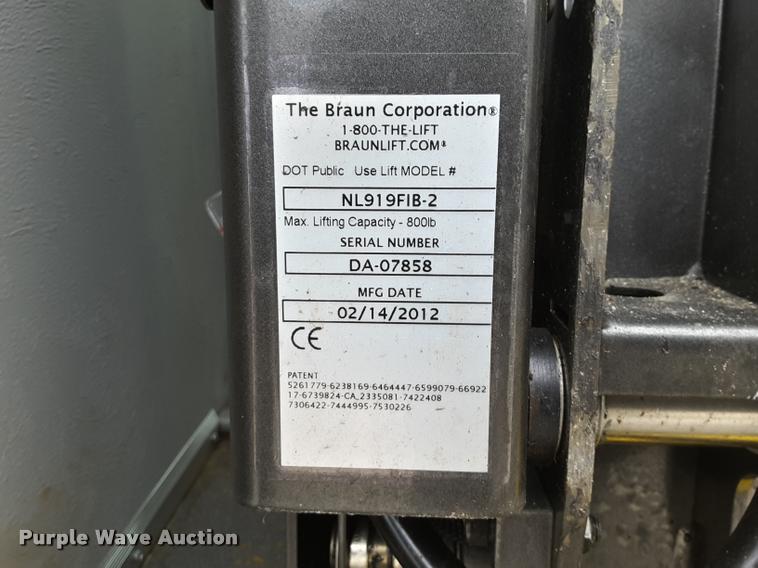 The Braun Corporation®
1-800-THE-LIFT
BRAUNLIFT.COM®
DOT Public Use Lift MODEL #
NL919FIB-2
Max. Lifting Capacity - 800lb
SERIAL NUMBER
DA-07858
MFG DATE
02/14/2012
CE
PATENT
5261779-6238169-6464447-6599079-66922
17-6739824-CA_2335081-7422408
7306422-7444995-7530226
Purple Wave Auction